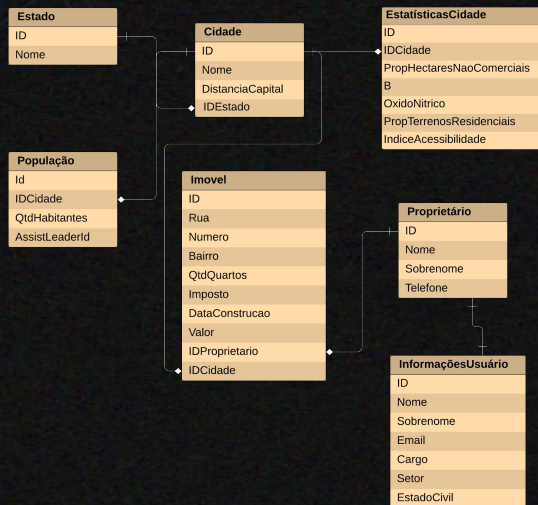 Estado
ID
Nome
Cidade
ID
Nome
DistanciaCapital
IDEstado
EstatísticasCidade
ID
IDCidade
PropHectaresNaoComerciais
B
OxidoNitrico
PropTerrenosResidenciais
IndiceAcessibilidade
População
Id
IDCidade
QtdHabitantes
AssistLeaderId
Imovel
ID
Rua
Numero
Bairro
QtdQuartos
Imposto
DataConstrucao
Valor
IDProprietario
IDCidade
Proprietário
ID
Nome
Sobrenome
Telefone
InformaçõesUsuário
ID
Nome
Sobrenome
Email
Cargo
Setor
EstadoCivil